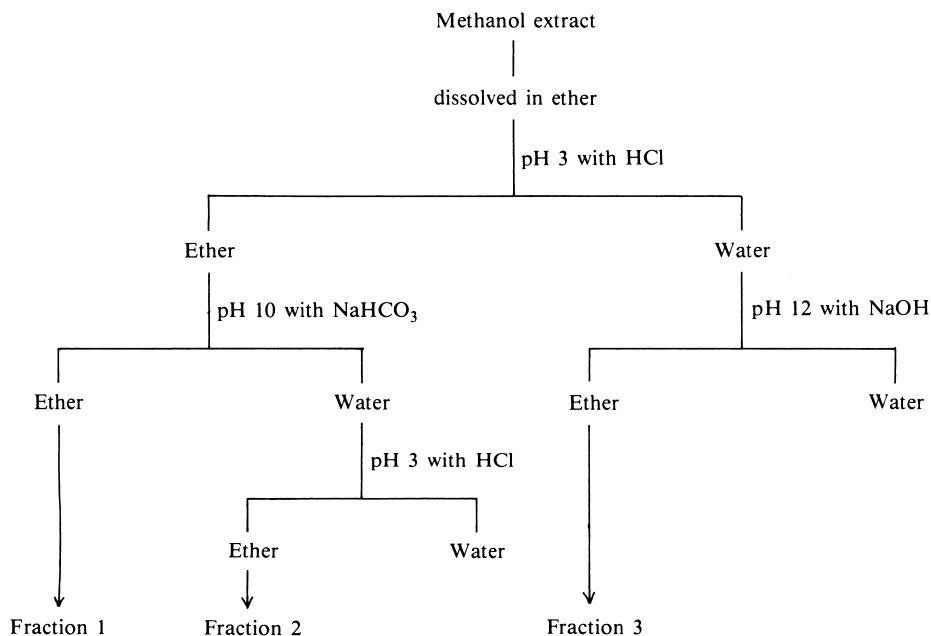 Methanol extract
dissolved in ether
pH 3 with HCl
Ether
Water
pH 10 with NaHCO₃
pH 12 with NaOH
Ether
Water
Ether
Water
pH 3 with HCl
Ether
Water
Fraction 1
Fraction 2
Fraction 3